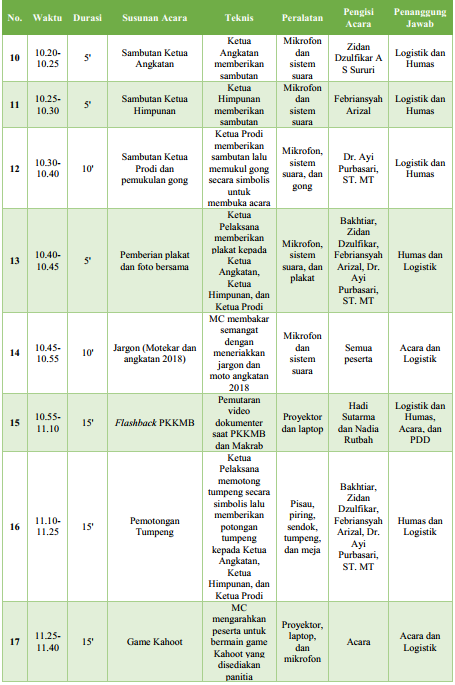 No. Waktu Durasi Susunan Acara Teknis Peralatan Pengisi Acara Penanggung Jawab
10 10.20-10.25 5' Sambutan Ketua Angkatan Ketua Angkatan memberikan sambutan Mikrofon dan sistem suara Zidan Dzulfikar A S Sururi Logistik dan Humas
11 10.25-10.30 5' Sambutan Ketua Himpunan Ketua Himpunan memberikan sambutan Mikrofon dan sistem suara Febriansyah Arizal Logistik dan Humas
12 10.30-10.40 10' Sambutan Ketua Prodi dan pemukulan gong Ketua Prodi memberikan sambutan lalu memukul gong secara simbolis untuk membuka acara Mikrofon, sistem suara, dan gong Dr. Ayi Purbasari, ST. MT Logistik dan Humas
13 10.40-10.45 5' Pemberian plakat dan foto bersama Ketua Pelaksana memberikan plakat kepada Ketua Angkatan, Ketua Himpunan, dan Ketua Prodi Mikrofon, sistem suara, dan plakat Bakhtiar, Zidan Dzulfikar, Febriansyah Arizal, Dr. Ayi Purbasari, ST. MT Humas dan Logistik
14 10.45-10.55 10' Jargon (Motekar dan angkatan 2018) MC membakar semangat dengan meneriakkan jargon dan moto angkatan 2018 Mikrofon dan sistem suara Semua peserta Acara dan Logistik
15 10.55-11.10 15' Flashback PKKMB Pemutaran video dokumenter saat PKKMB dan Makrab Proyektor dan laptop Hadi Sutarma dan Nadia Rutbah Logistik dan Humas, Acara, dan PDD
16 11.10-11.25 15' Pemotongan Tumpeng Ketua Pelaksana memotong tumpeng secara simbolis lalu memberikan potongan tumpeng kepada Ketua Angkatan, Ketua Himpunan, dan Ketua Prodi Pisau, piring, sendok, tumpeng, dan meja Bakhtiar, Zidan Dzulfikar, Febriansyah Arizal, Dr. Ayi Purbasari, ST. MT Humas dan Logistik
17 11.25-11.40 15' Game Kahoot MC mengarahkan peserta untuk bermain game Kahoot yang disediakan panitia Proyektor, laptop, dan mikrofon Acara Acara dan Logistik